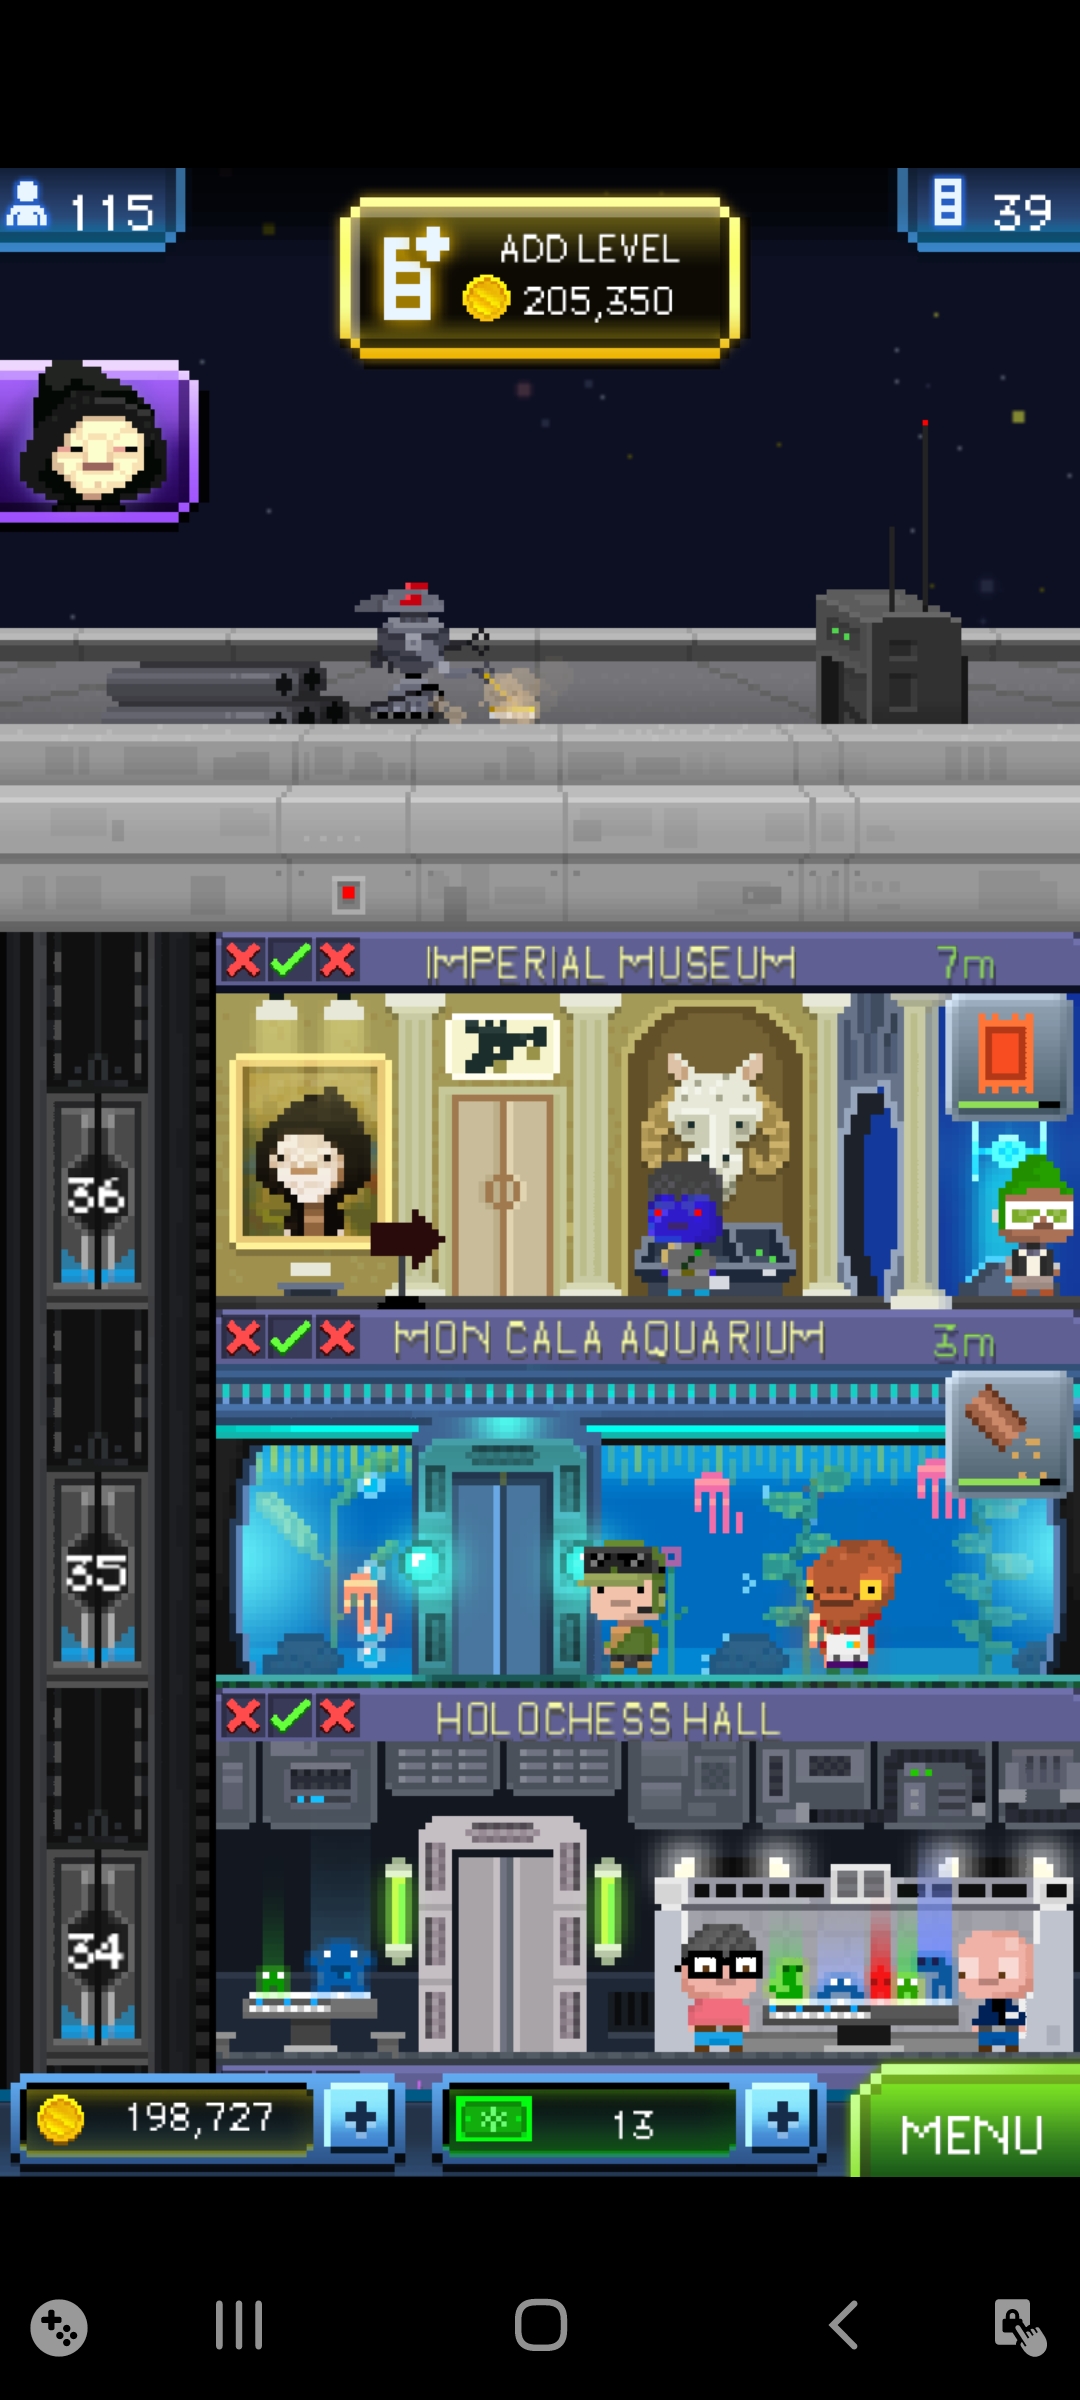 115
ADD LEVEL
205,350
39
IMPERIAL MUSEUM 7m
36
MON CALA AQUARIUM 3m
35
HOLOCHESS HALL
34
198,727
13
MENU